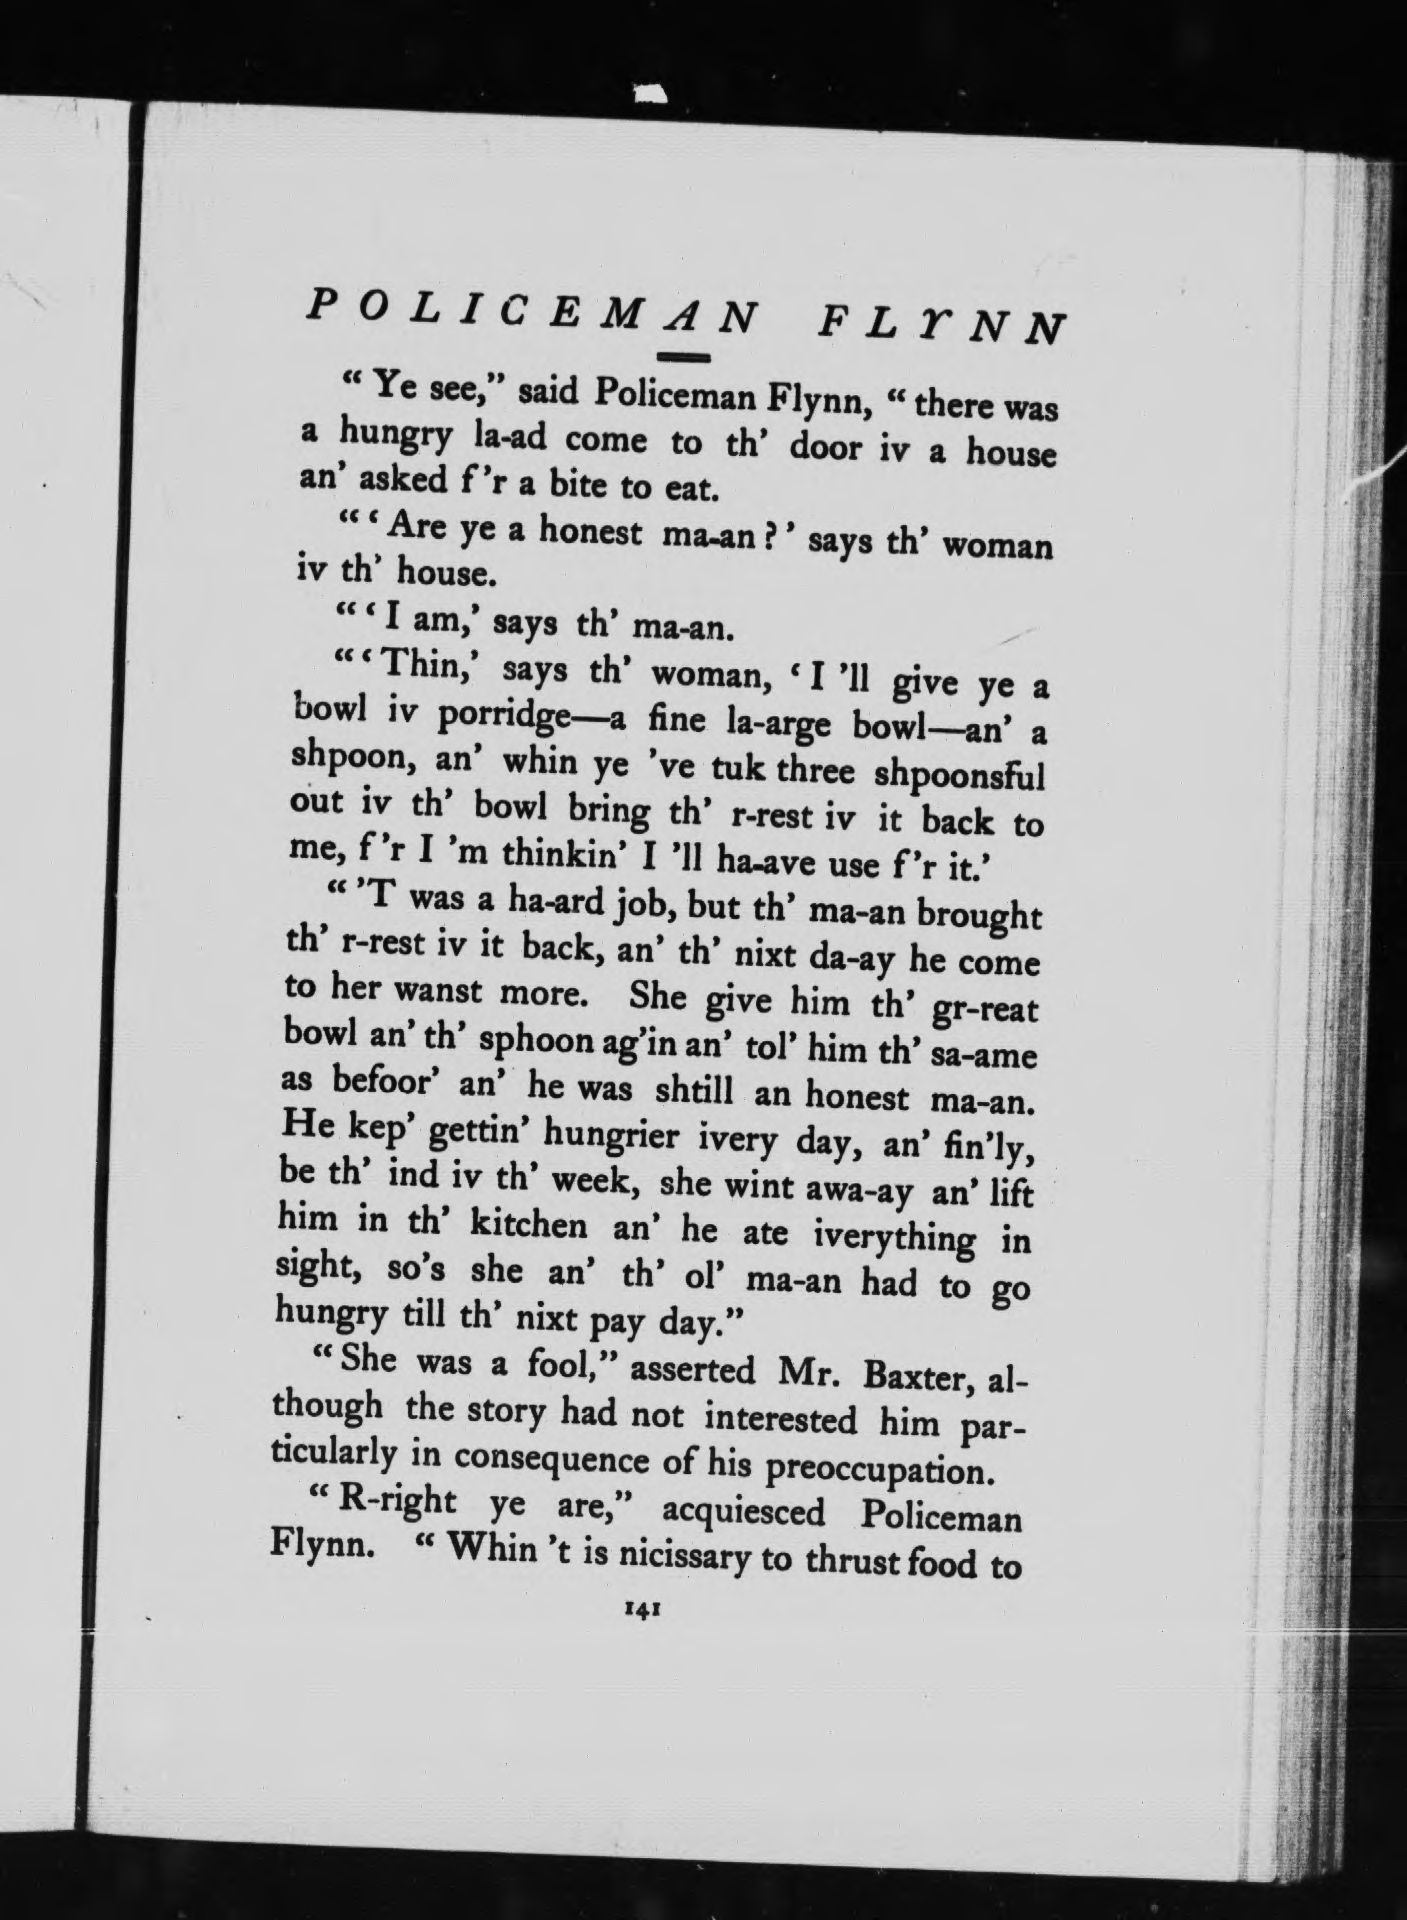 POLICEMAN FLYNN
“ Ye see,” said Policeman Flynn, “ there was
a hungry la-ad come to th’ door iv a house
an’ asked f’r a bite to eat.
“ ‘ Are ye a honest ma-an ? ’ says th’ woman
iv th’ house.
“ ‘ I am,’ says th’ ma-an.
“ ‘ Thin,’ says th’ woman, ‘ I ’ll give ye a
bowl iv porridge—a fine la-arge bowl—an’ a
shpoon, an’ whin ye ’ve tuk three shpoonsful
out iv th’ bowl bring th’ r-rest iv it back to
me, f’r I ’m thinkin’ I ’ll ha-ave use f’r it.’
“ ’T was a ha-ard job, but th’ ma-an brought
th’ r-rest iv it back, an’ th’ nixt da-ay he come
to her wanst more. She give him th’ gr-reat
bowl an’ th’ sphoon ag’in an’ tol’ him th’ sa-ame
as befoor’ an’ he was shtill an honest ma-an.
He kep’ gettin’ hungrier ivery day, an’ fin’ly,
be th’ ind iv th’ week, she wint awa-ay an’ lift
him in th’ kitchen an’ he ate iverything in
sight, so’s she an’ th’ ol’ ma-an had to go
hungry till th’ nixt pay day.”
“ She was a fool,” asserted Mr. Baxter, al-
though the story had not interested him par-
ticularly in consequence of his preoccupation.
“ R-right ye are,” acquiesced Policeman
Flynn. “ Whin ’t is nicissary to thrust food to
141